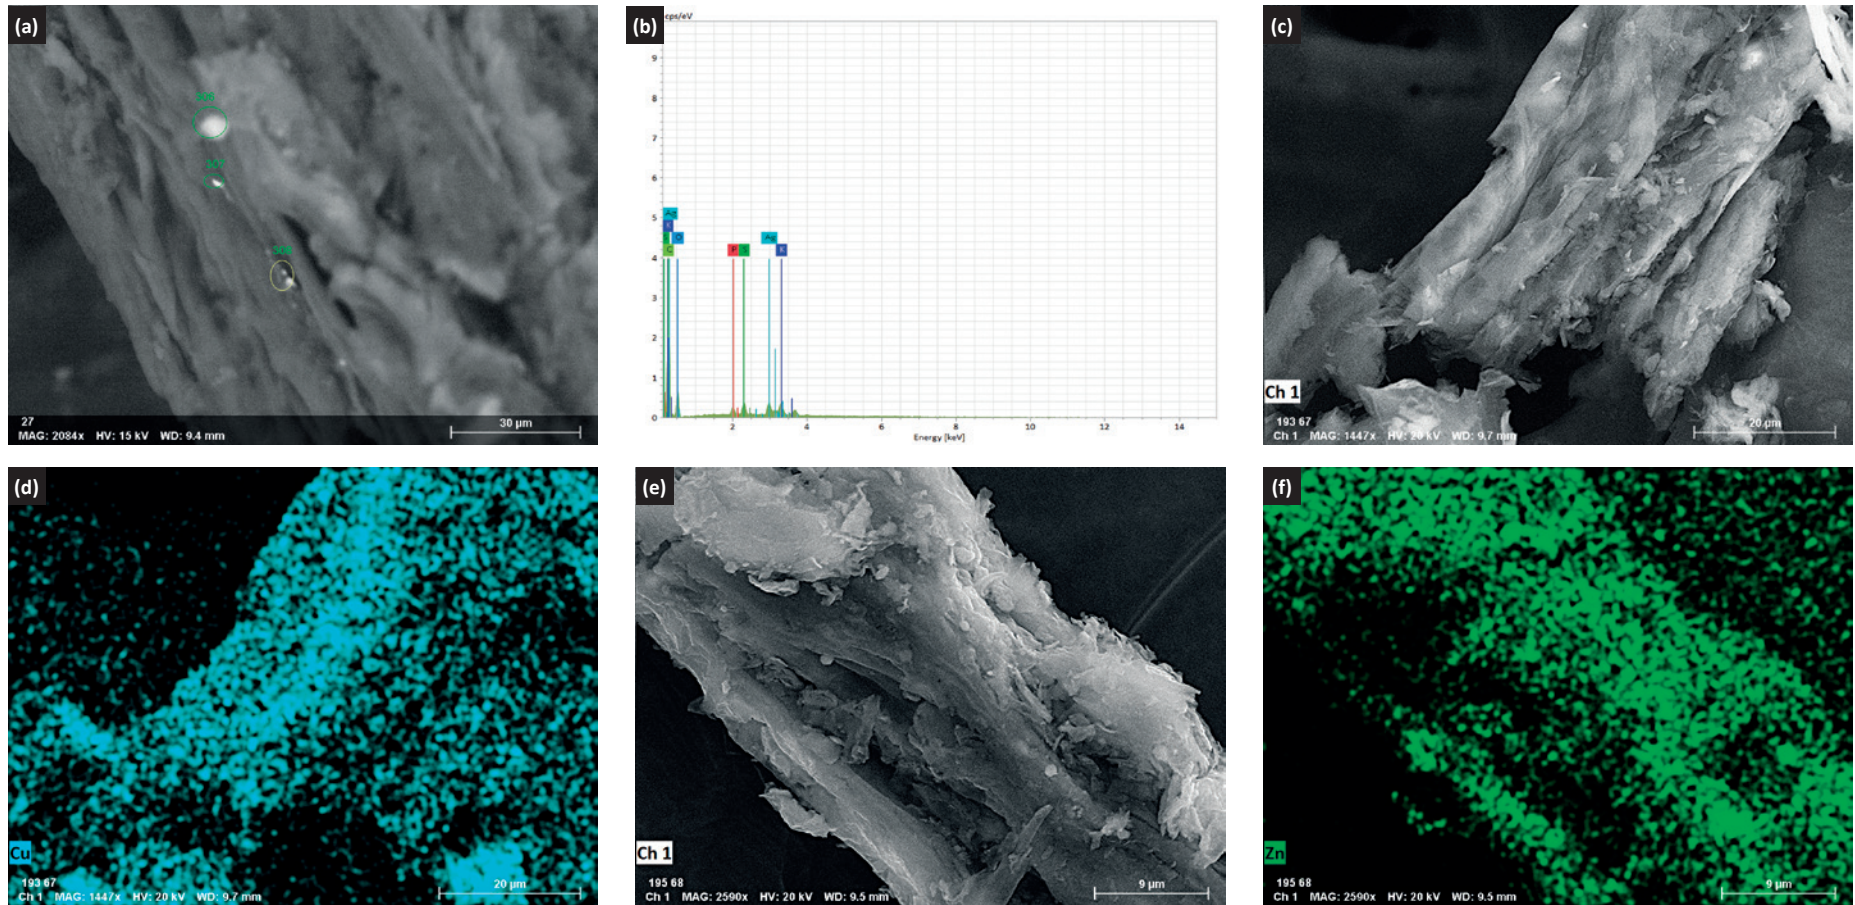 (a)
30 µm
27
MAG: 2084x HV: 15 kV WD: 9.4 mm
(b)
cps/eV
9
8
7
6
5
4
3
2
1
0
Ag
K
C
O
P
S
Ag
K
2
4
6
8
10
12
14
Energy [keV]
(c)
Ch 1
193 67
Ch 1 MAG: 1447x HV: 20 kV WD: 9.7 mm
20 µm
(d)
Cu
193 67
Ch 1 MAG: 1447x HV: 20 kV WD: 9.7 mm
20 µm
(e)
Ch 1
195 68
Ch 1 MAG: 2590x HV: 20 kV WD: 9.5 mm
9 µm
(f)
Zn
195 68
Ch 1 MAG: 2590x HV: 20 kV WD: 9.5 mm
9 µm